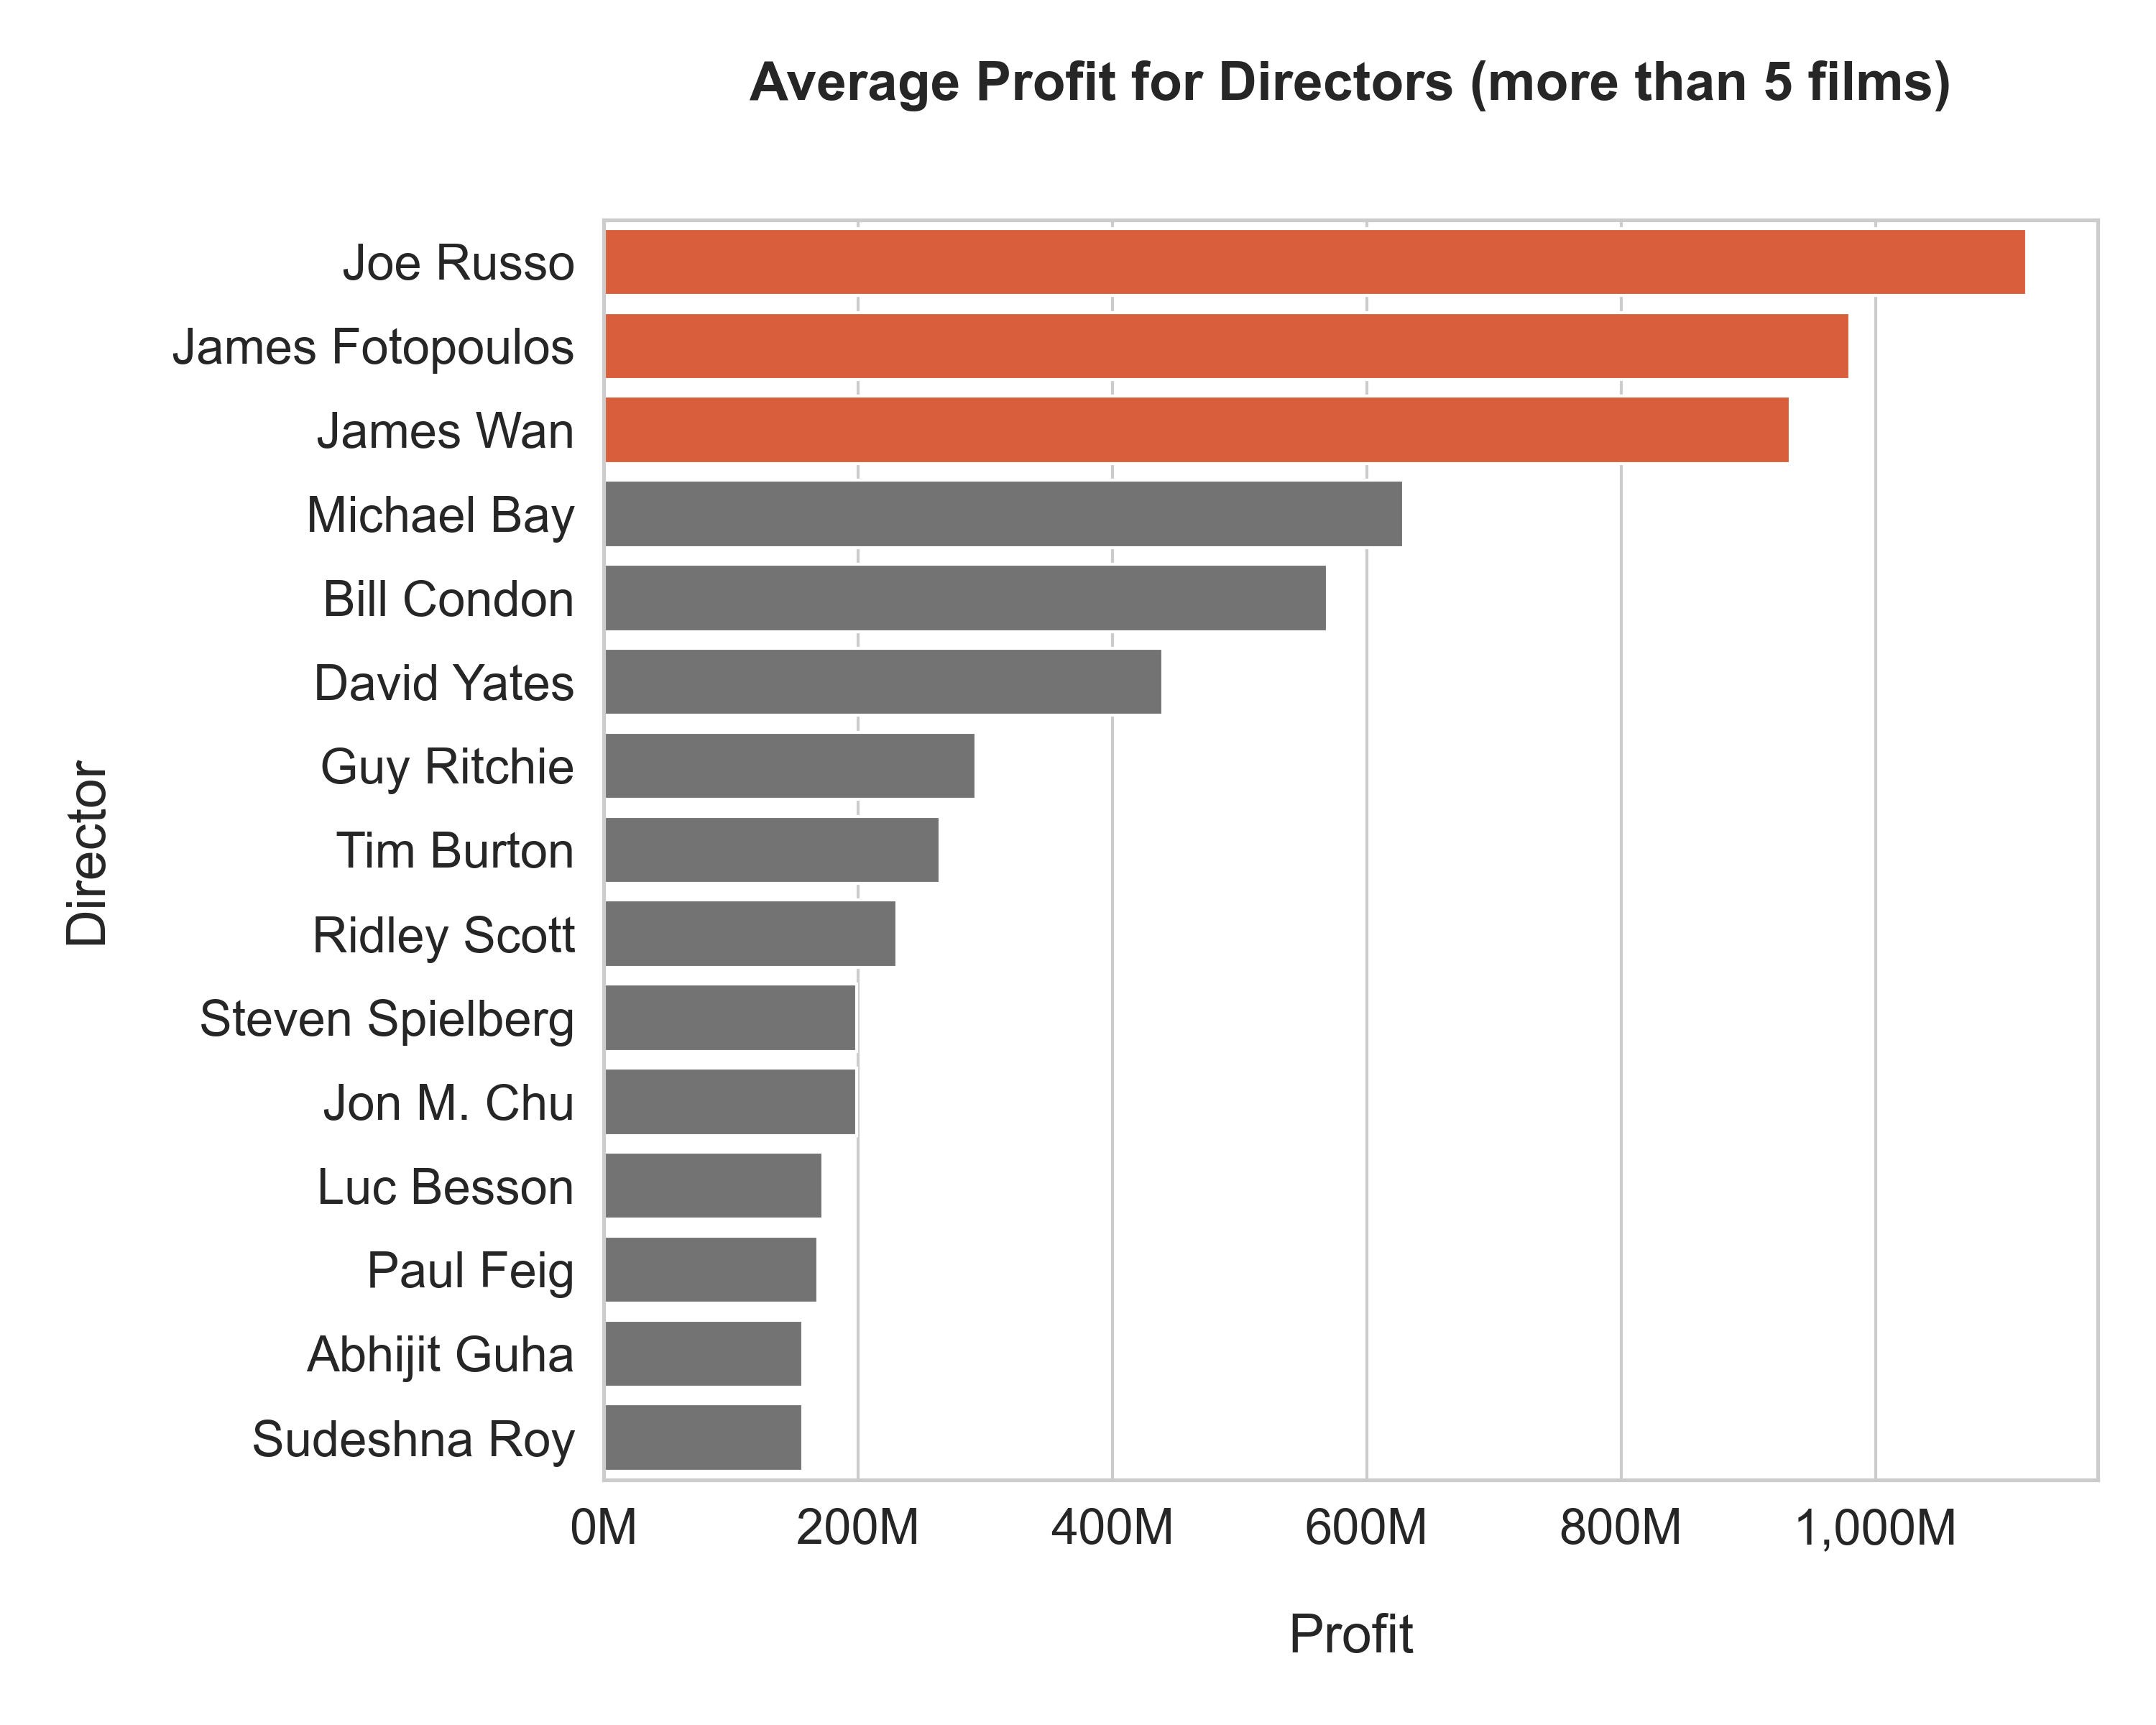 Average Profit for Directors (more than 5 films)
Joe Russo
James Fotopoulos
James Wan
Michael Bay
Bill Condon
David Yates
Guy Ritchie
Tim Burton
Ridley Scott
Steven Spielberg
Jon M. Chu
Luc Besson
Paul Feig
Abhijit Guha
Sudeshna Roy
Director
0M 200M 400M 600M 800M 1,000M
Profit